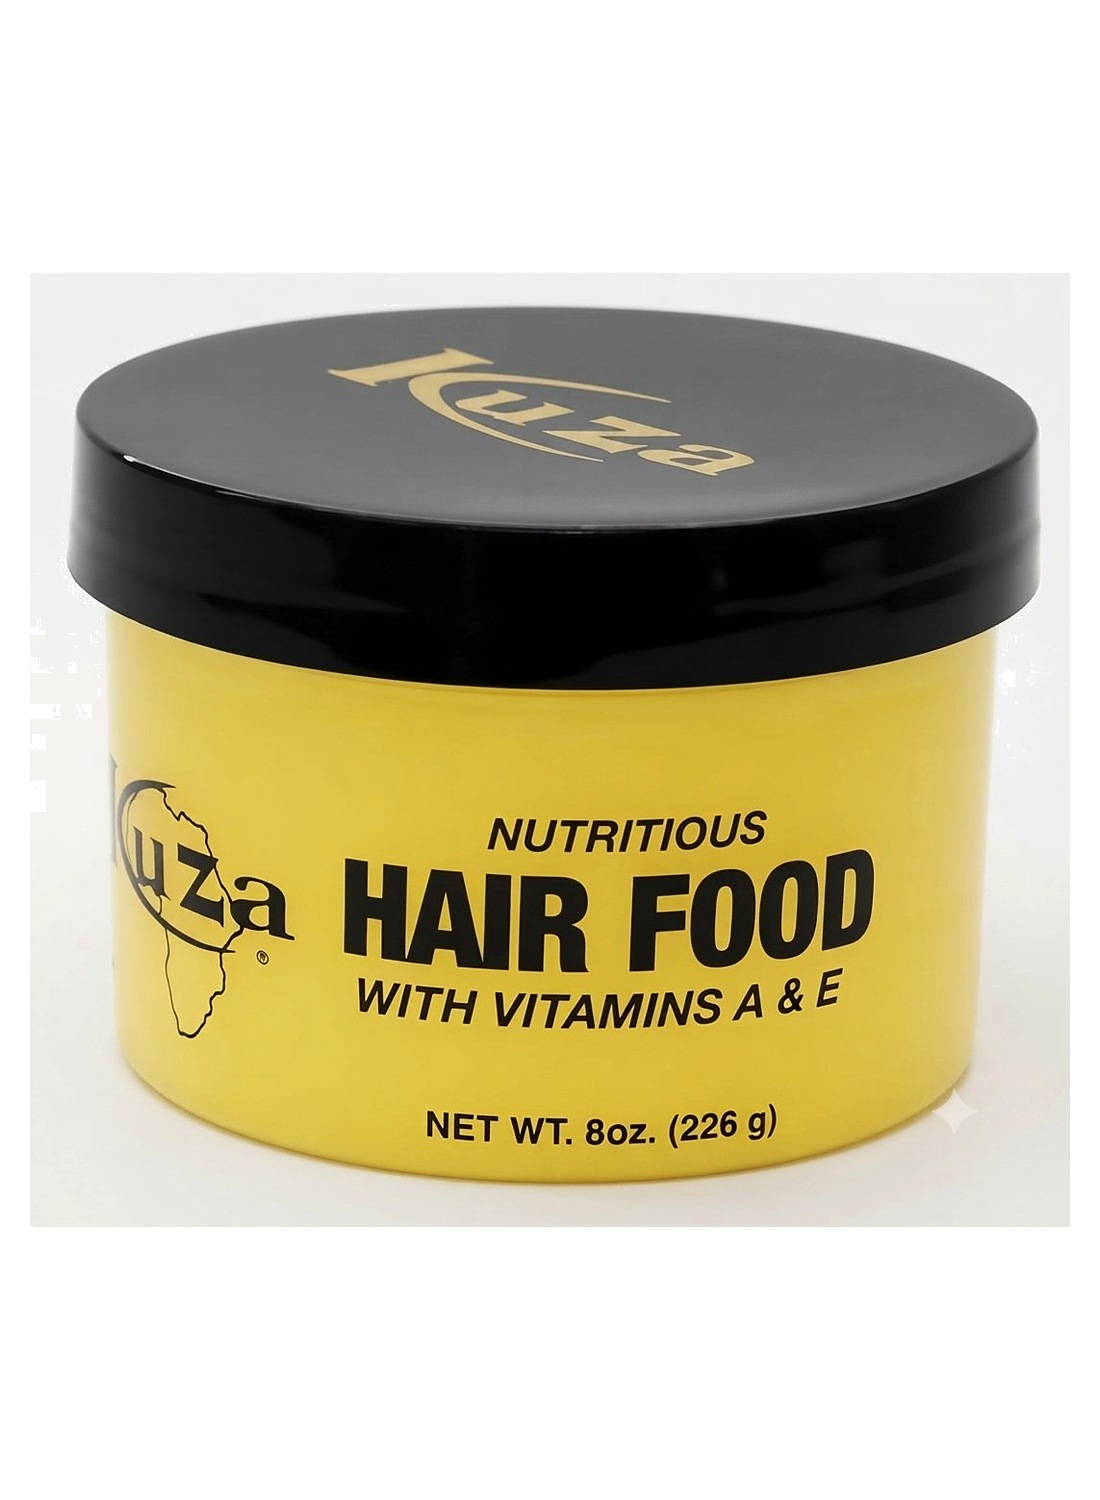 Kuza
Kuza
®
NUTRITIOUS
HAIR FOOD
WITH VITAMINS A & E
NET WT. 8oz. (226 g)